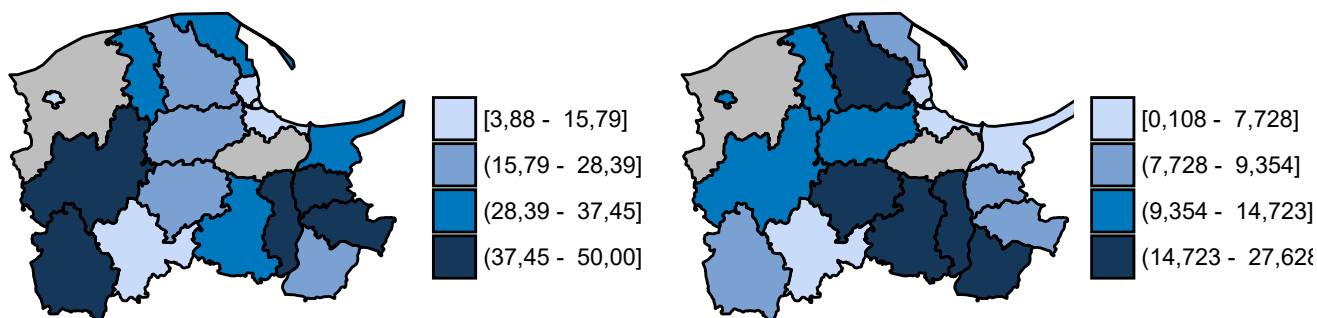 [3,88 - 15,79]
(15,79 - 28,39]
(28,39 - 37,45]
(37,45 - 50,00]
[0,108 - 7,728]
(7,728 - 9,354]
(9,354 - 14,723]
(14,723 - 27,628